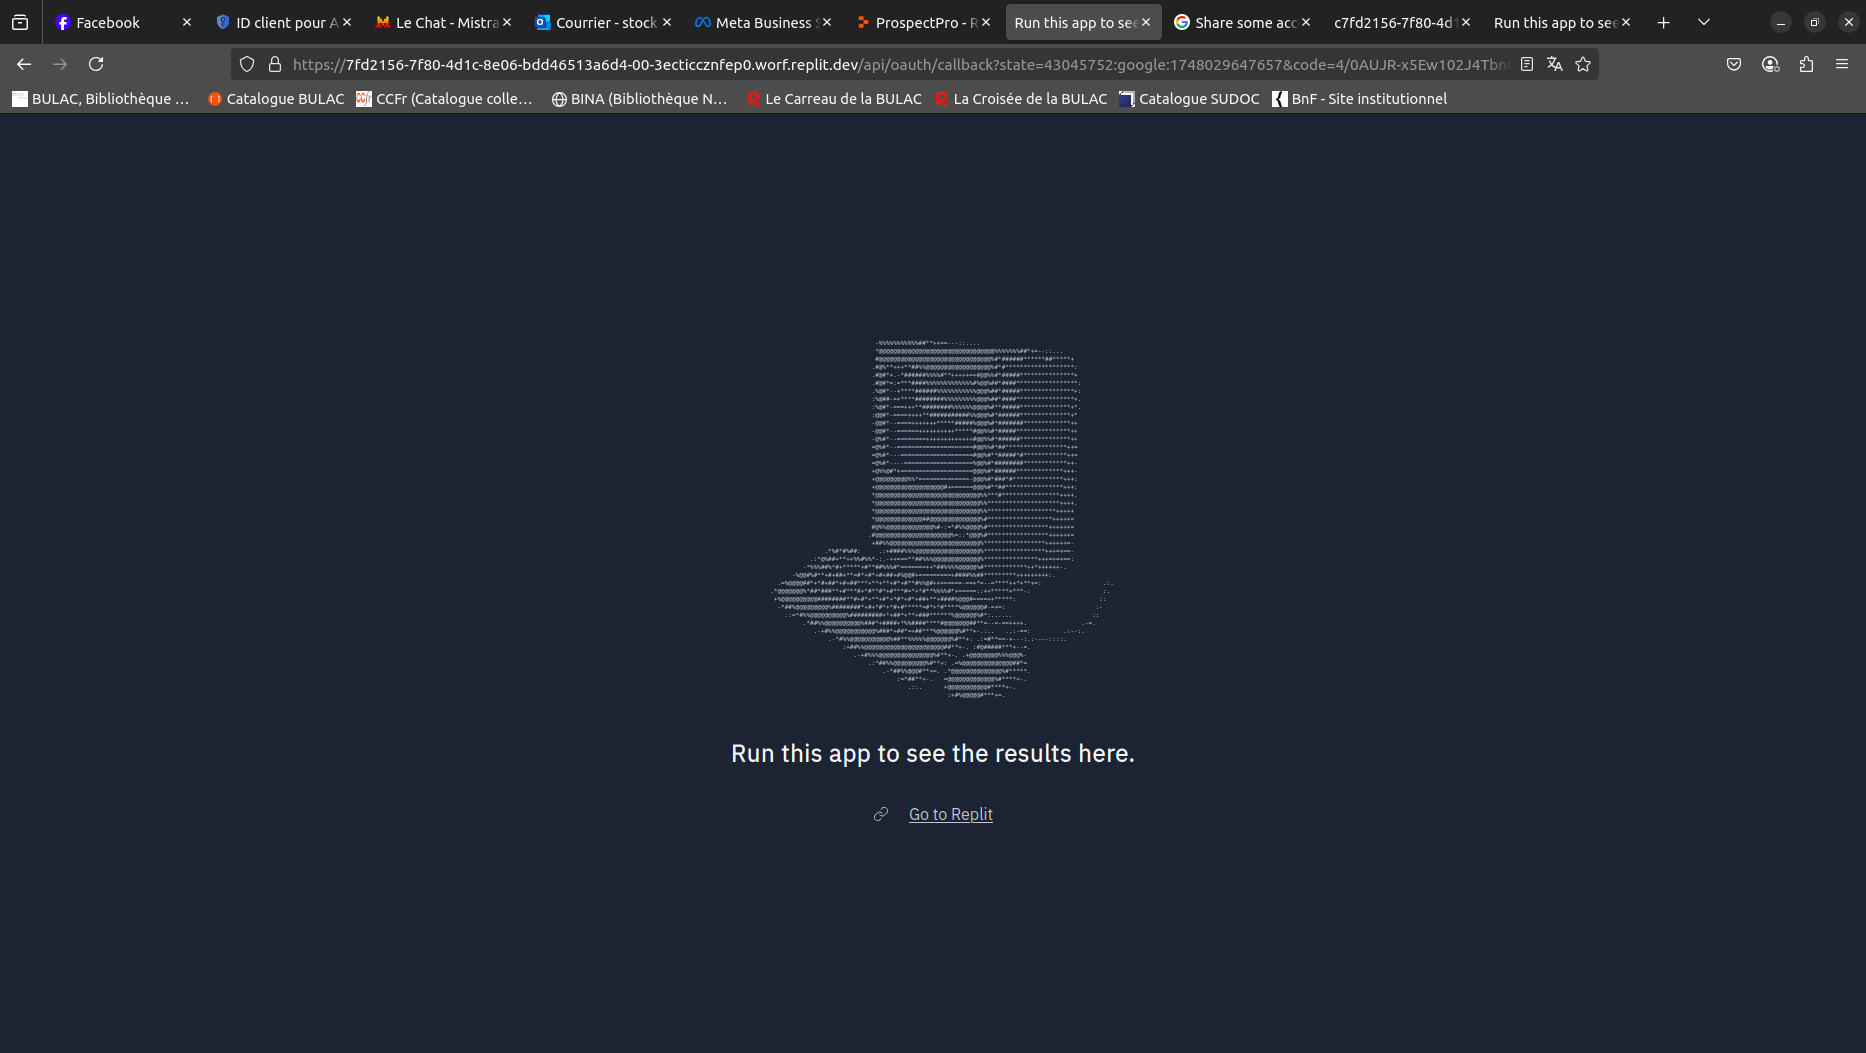 Facebook
ID client pour A
Le Chat - Mistra
Courrier - stock
Meta Business S
ProspectPro - R
Run this app to see
Share some acc
c7fd2156-7f80-4d1
Run this app to see
https://7fd2156-7f80-4d1c-8e06-bdd46513a6d4-00-3ecticcznfep0.worf.replit.dev/api/oauth/callback?state=43045752:google:1748029647657&code=4/0AUJR-x5Ew102J4Tbn
BULAC, Bibliothèque …
Catalogue BULAC
CCFr (Catalogue colle…
BINA (Bibliothèque N…
Le Carreau de la BULAC
La Croisée de la BULAC
Catalogue SUDOC
BnF - Site institutionnel
Run this app to see the results here.
Go to Replit